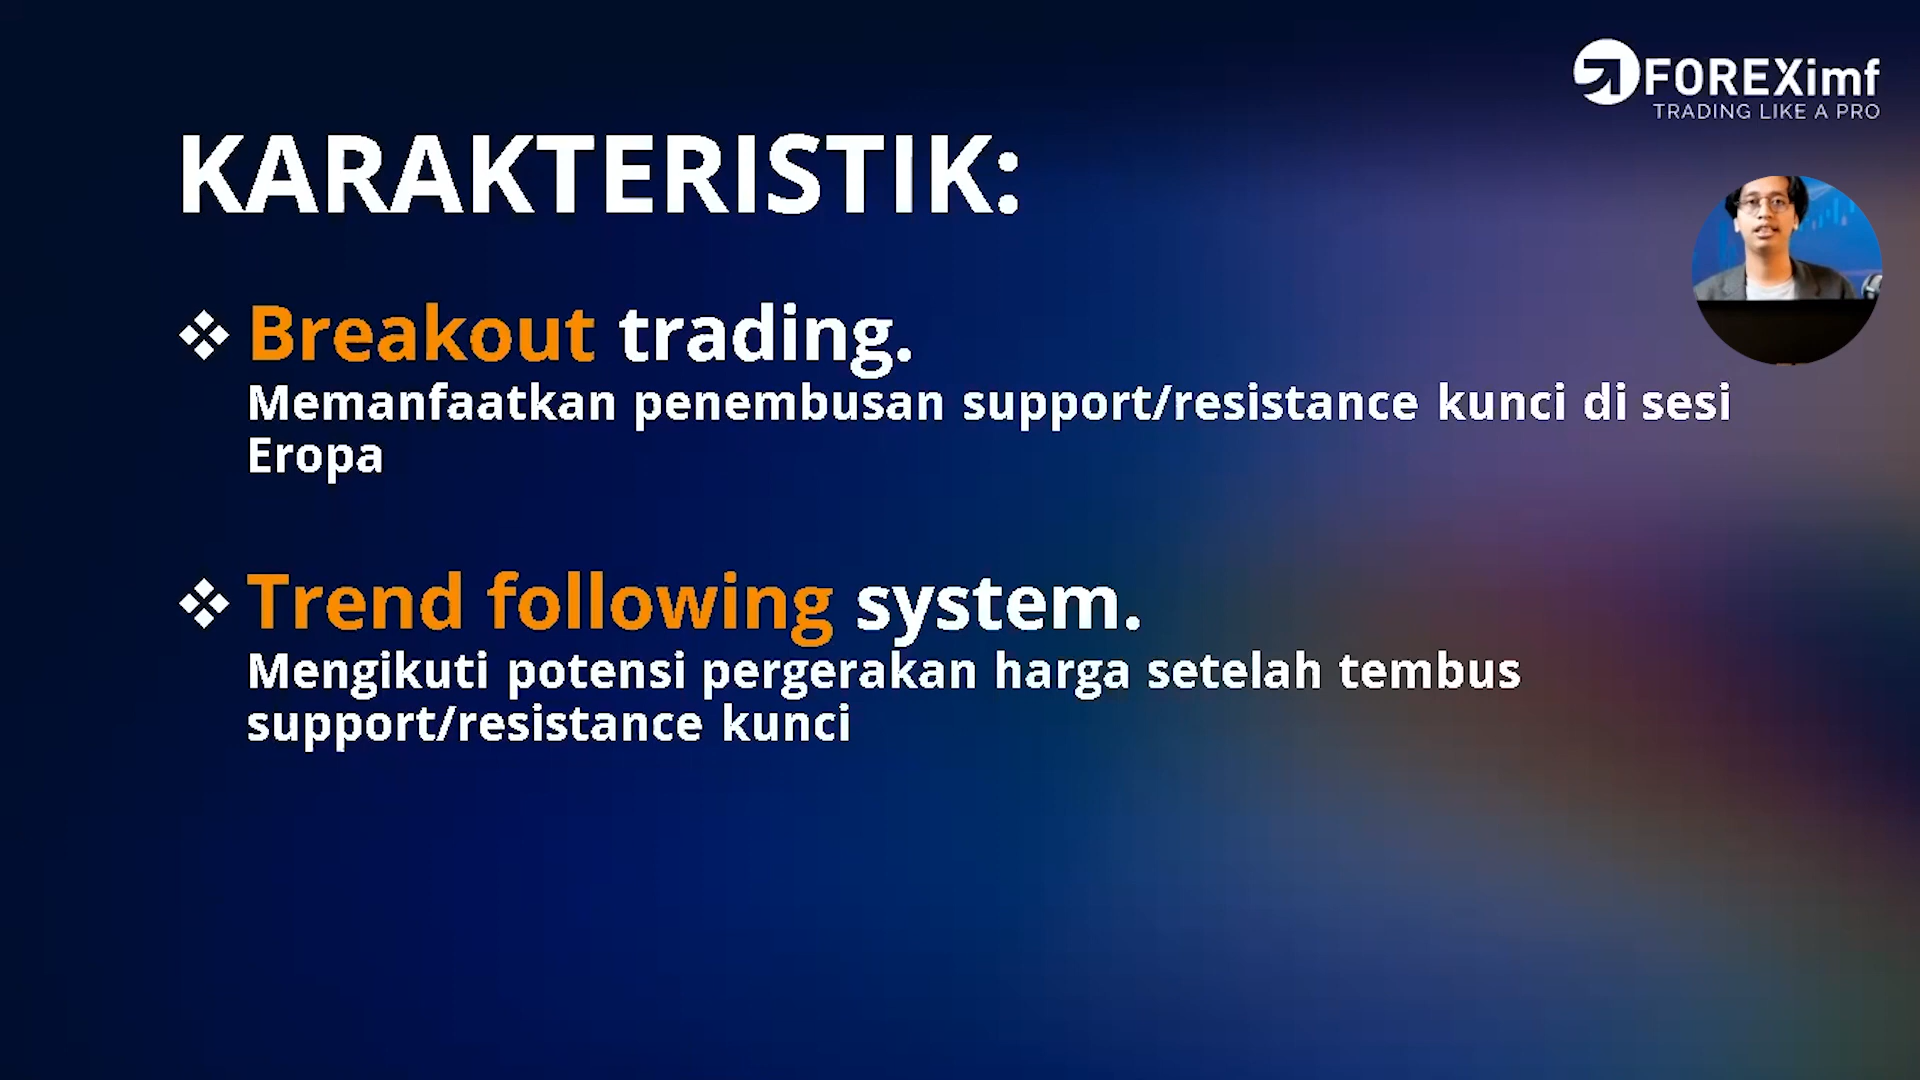 FOREXimf
TRADING LIKE A PRO
KARAKTERISTIK:
Breakout trading.
Memanfaatkan penembusan support/resistance kunci di sesi
Eropa
Trend following system.
Mengikuti potensi pergerakan harga setelah tembus
support/resistance kunci